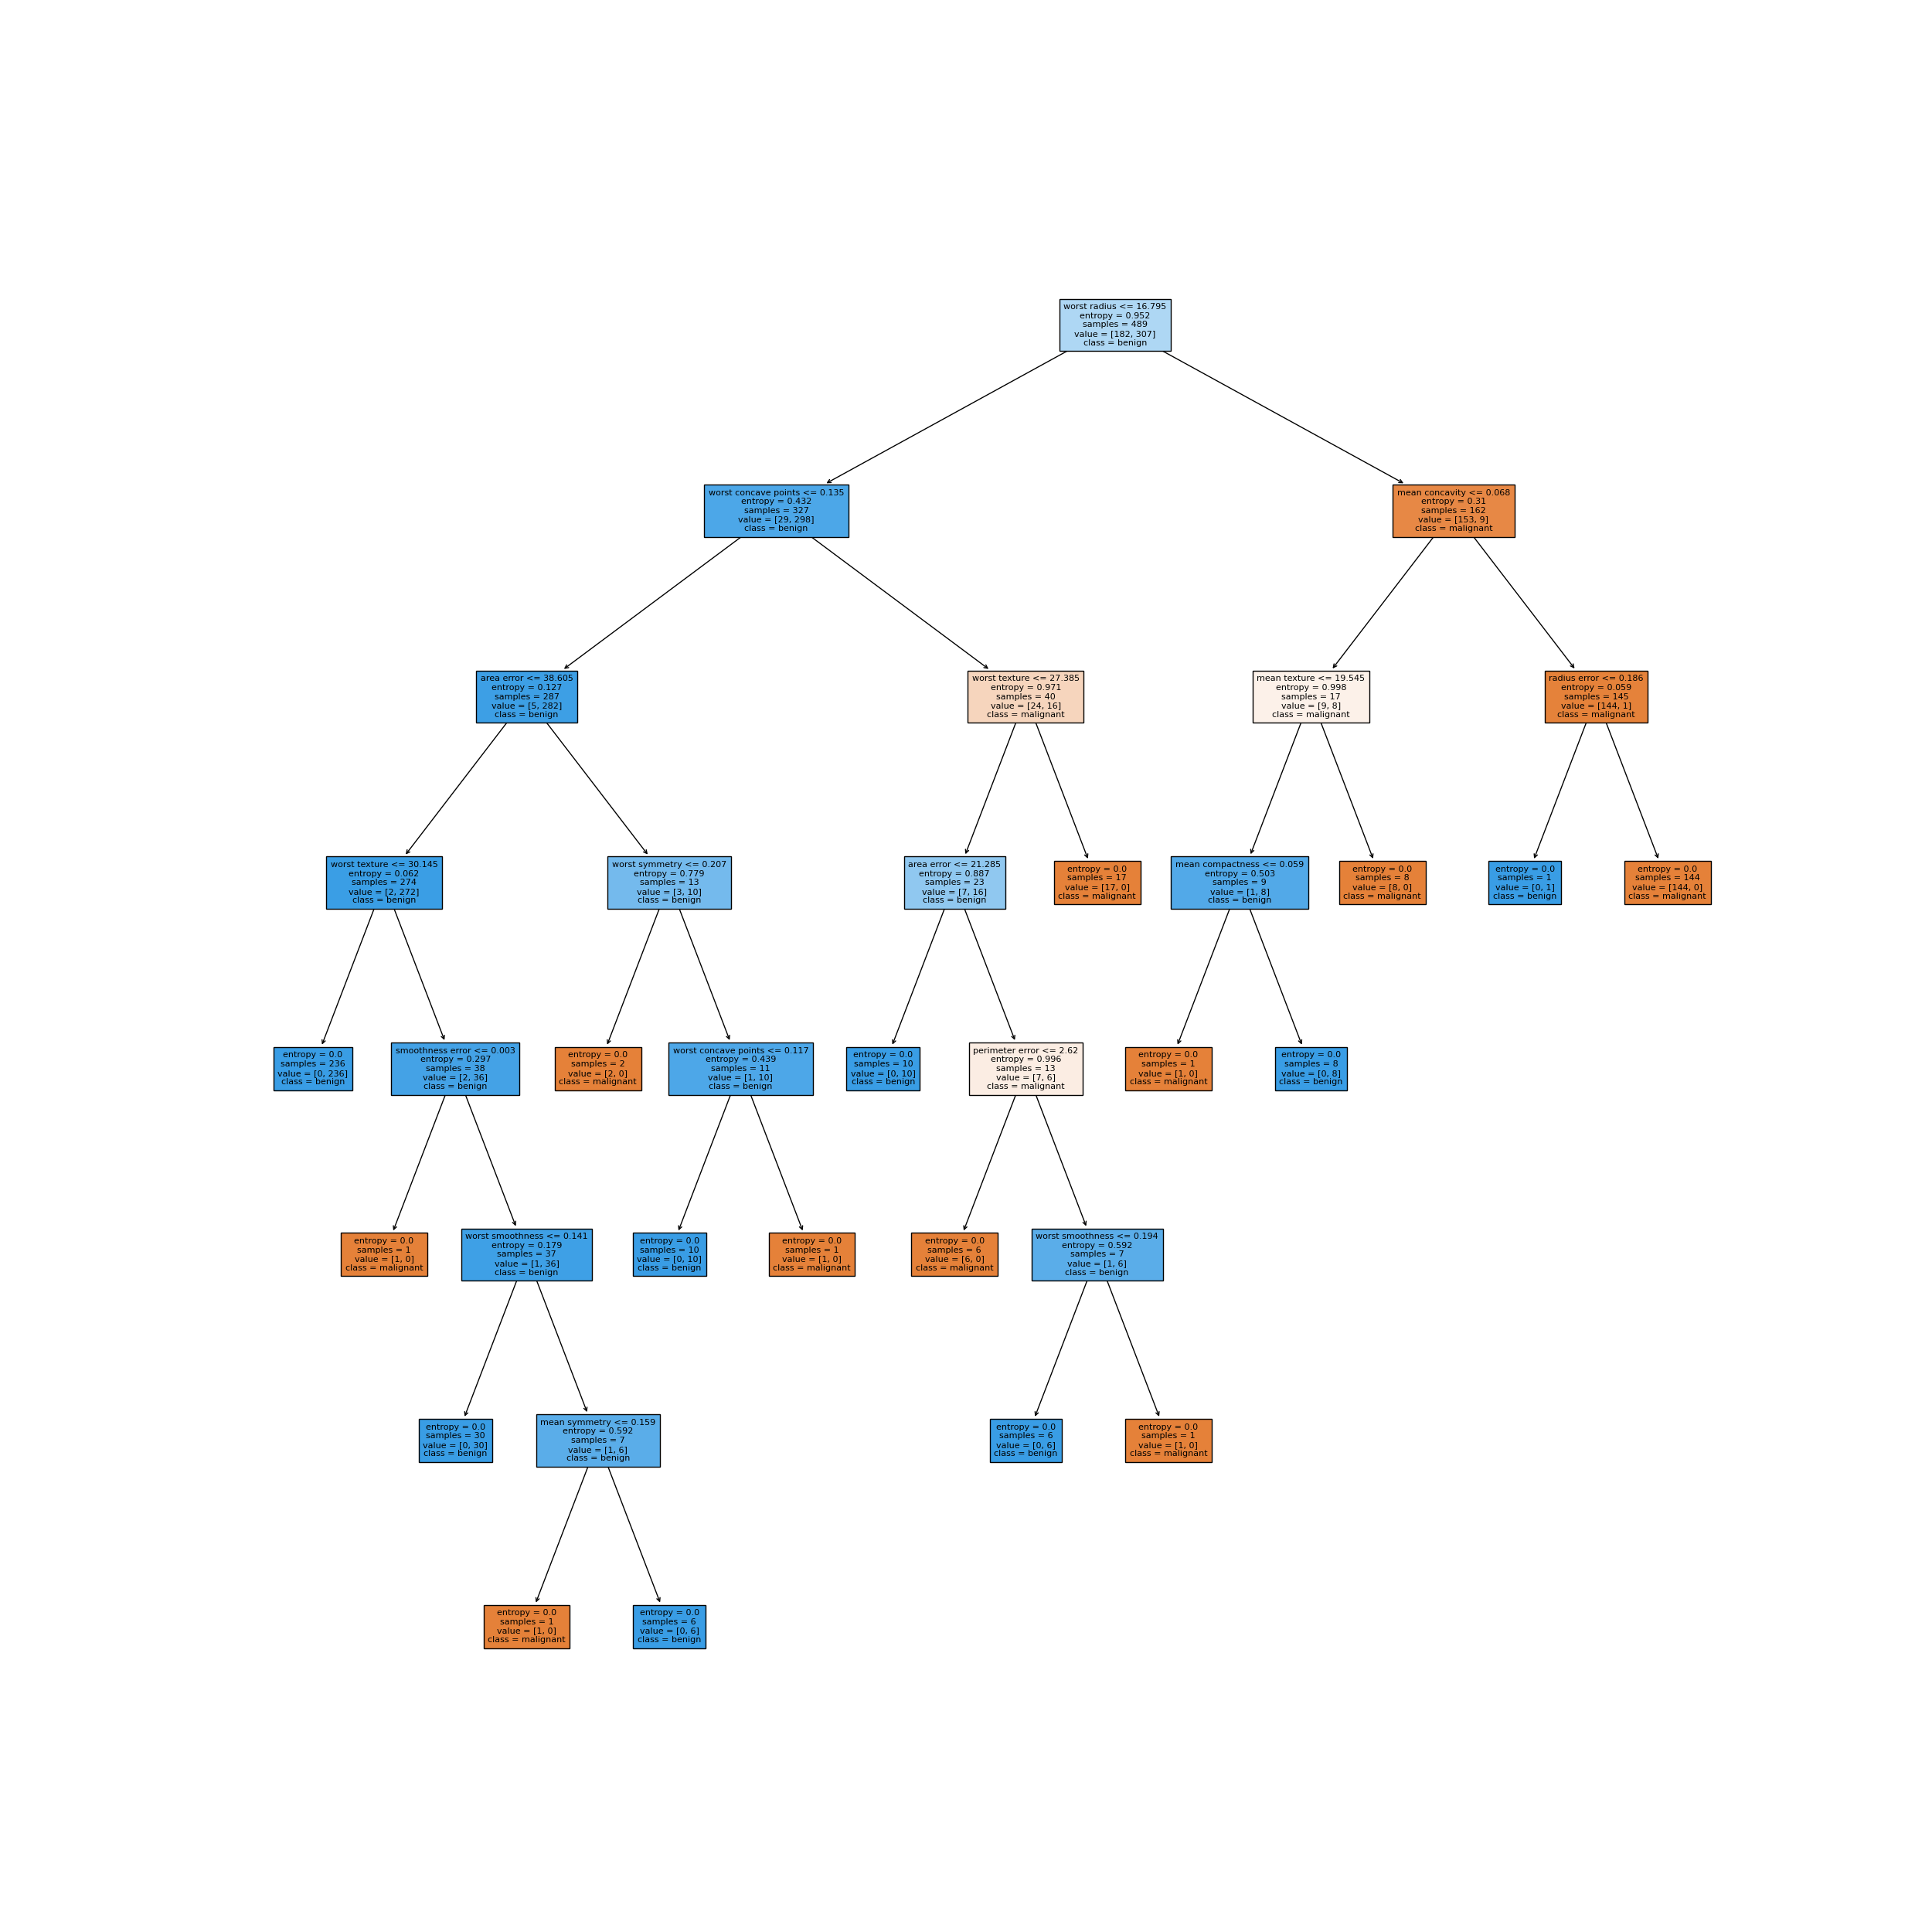 worst radius <= 16.795
entropy = 0.952
samples = 489
value = [182, 307]
class = benign
worst concave points <= 0.135
entropy = 0.432
samples = 327
value = [29, 298]
class = benign
mean concavity <= 0.068
entropy = 0.31
samples = 162
value = [153, 9]
class = malignant
area error <= 38.605
entropy = 0.127
samples = 287
value = [5, 282]
class = benign
worst texture <= 27.385
entropy = 0.971
samples = 40
value = [24, 16]
class = malignant
mean texture <= 19.545
entropy = 0.998
samples = 17
value = [9, 8]
class = malignant
radius error <= 0.186
entropy = 0.059
samples = 145
value = [144, 1]
class = malignant
worst texture <= 30.145
entropy = 0.062
samples = 274
value = [2, 272]
class = benign
worst symmetry <= 0.207
entropy = 0.779
samples = 13
value = [3, 10]
class = benign
area error <= 21.285
entropy = 0.887
samples = 23
value = [7, 16]
class = benign
entropy = 0.0
samples = 17
value = [17, 0]
class = malignant
mean compactness <= 0.059
entropy = 0.503
samples = 9
value = [1, 8]
class = benign
entropy = 0.0
samples = 8
value = [8, 0]
class = malignant
entropy = 0.0
samples = 1
value = [0, 1]
class = benign
entropy = 0.0
samples = 144
value = [144, 0]
class = malignant
entropy = 0.0
samples = 236
value = [0, 236]
class = benign
smoothness error <= 0.003
entropy = 0.297
samples = 38
value = [2, 36]
class = benign
entropy = 0.0
samples = 2
value = [2, 0]
class = malignant
worst concave points <= 0.117
entropy = 0.439
samples = 11
value = [1, 10]
class = benign
entropy = 0.0
samples = 10
value = [0, 10]
class = benign
perimeter error <= 2.62
entropy = 0.996
samples = 13
value = [7, 6]
class = malignant
entropy = 0.0
samples = 1
value = [1, 0]
class = malignant
entropy = 0.0
samples = 8
value = [0, 8]
class = benign
entropy = 0.0
samples = 1
value = [1, 0]
class = malignant
worst smoothness <= 0.141
entropy = 0.179
samples = 37
value = [1, 36]
class = benign
entropy = 0.0
samples = 10
value = [0, 10]
class = benign
entropy = 0.0
samples = 1
value = [1, 0]
class = malignant
entropy = 0.0
samples = 6
value = [6, 0]
class = malignant
worst smoothness <= 0.194
entropy = 0.592
samples = 7
value = [1, 6]
class = benign
entropy = 0.0
samples = 30
value = [0, 30]
class = benign
mean symmetry <= 0.159
entropy = 0.592
samples = 7
value = [1, 6]
class = benign
entropy = 0.0
samples = 6
value = [0, 6]
class = benign
entropy = 0.0
samples = 1
value = [1, 0]
class = malignant
entropy = 0.0
samples = 1
value = [1, 0]
class = malignant
entropy = 0.0
samples = 6
value = [0, 6]
class = benign